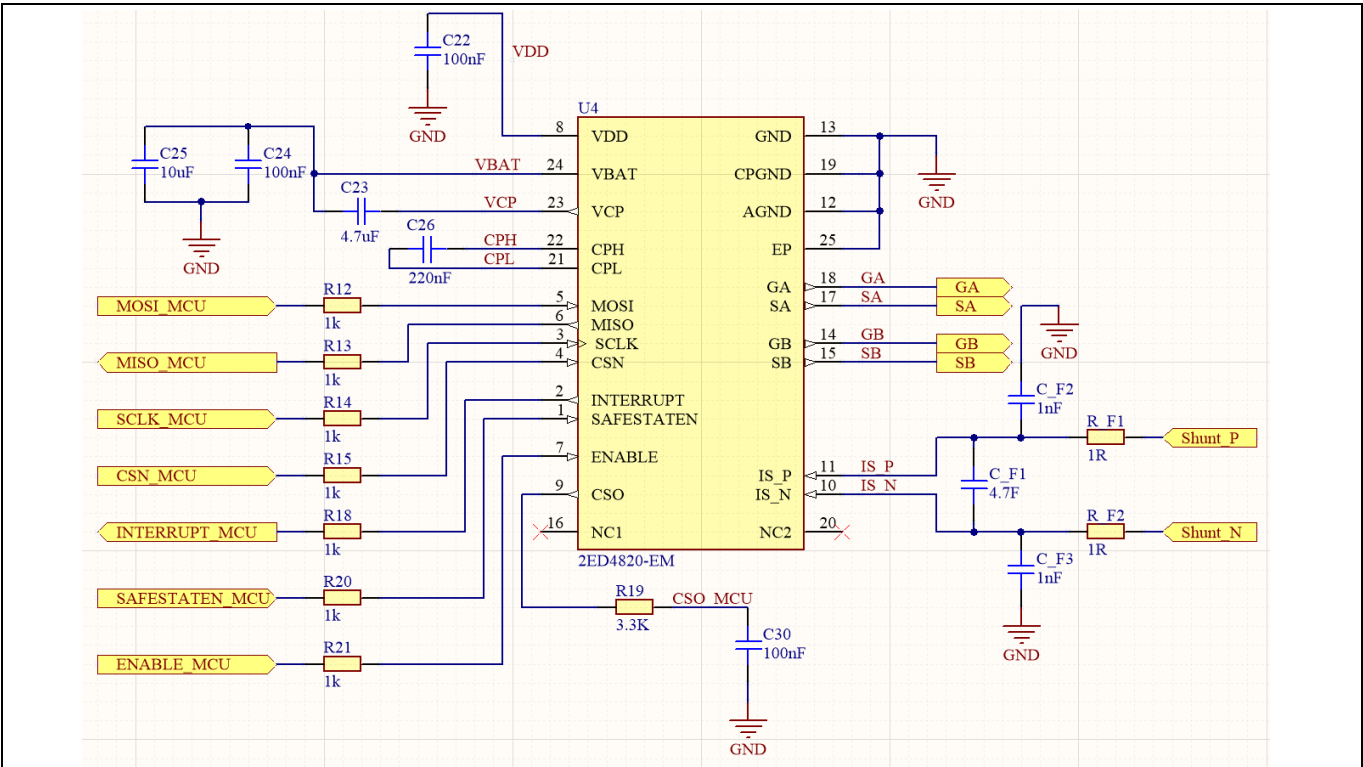 C22
100nF
VDD
GND
U4
8 VDD
GND 13
C25
10uF
C24
100nF
VBAT 24 VBAT
CPGND 19
GND
C23
4.7uF
VCP 23 VCP
AGND 12
C26
220nF
CPH 22 CPH
CPL 21 CPL
EP 25
GND
GA 18 GA GA
SA 17 SA SA
MOSI_MCU R12 1k 5 MOSI
6 MISO
GB 14 GB GB
SB 15 SB SB
GND
MISO_MCU R13 1k 3 SCLK
4 CSN
C_F2
1nF
SCLK_MCU R14 1k 2 INTERRUPT
1 SAFESTATEN
R_F1
1R
Shunt_P
CSN_MCU R15 1k 7 ENABLE
IS_P 11 IS_P
IS_N 10 IS_N
C_F1
4.7F
9 CSO
INTERRUPT_MCU R18 1k 16 NC1
NC2 20
R_F2
1R
Shunt_N
2ED4820-EM
C_F3
1nF
SAFESTATEN_MCU R20 1k
R19
3.3K
CSO_MCU
C30
100nF
GND
ENABLE_MCU R21 1k
GND